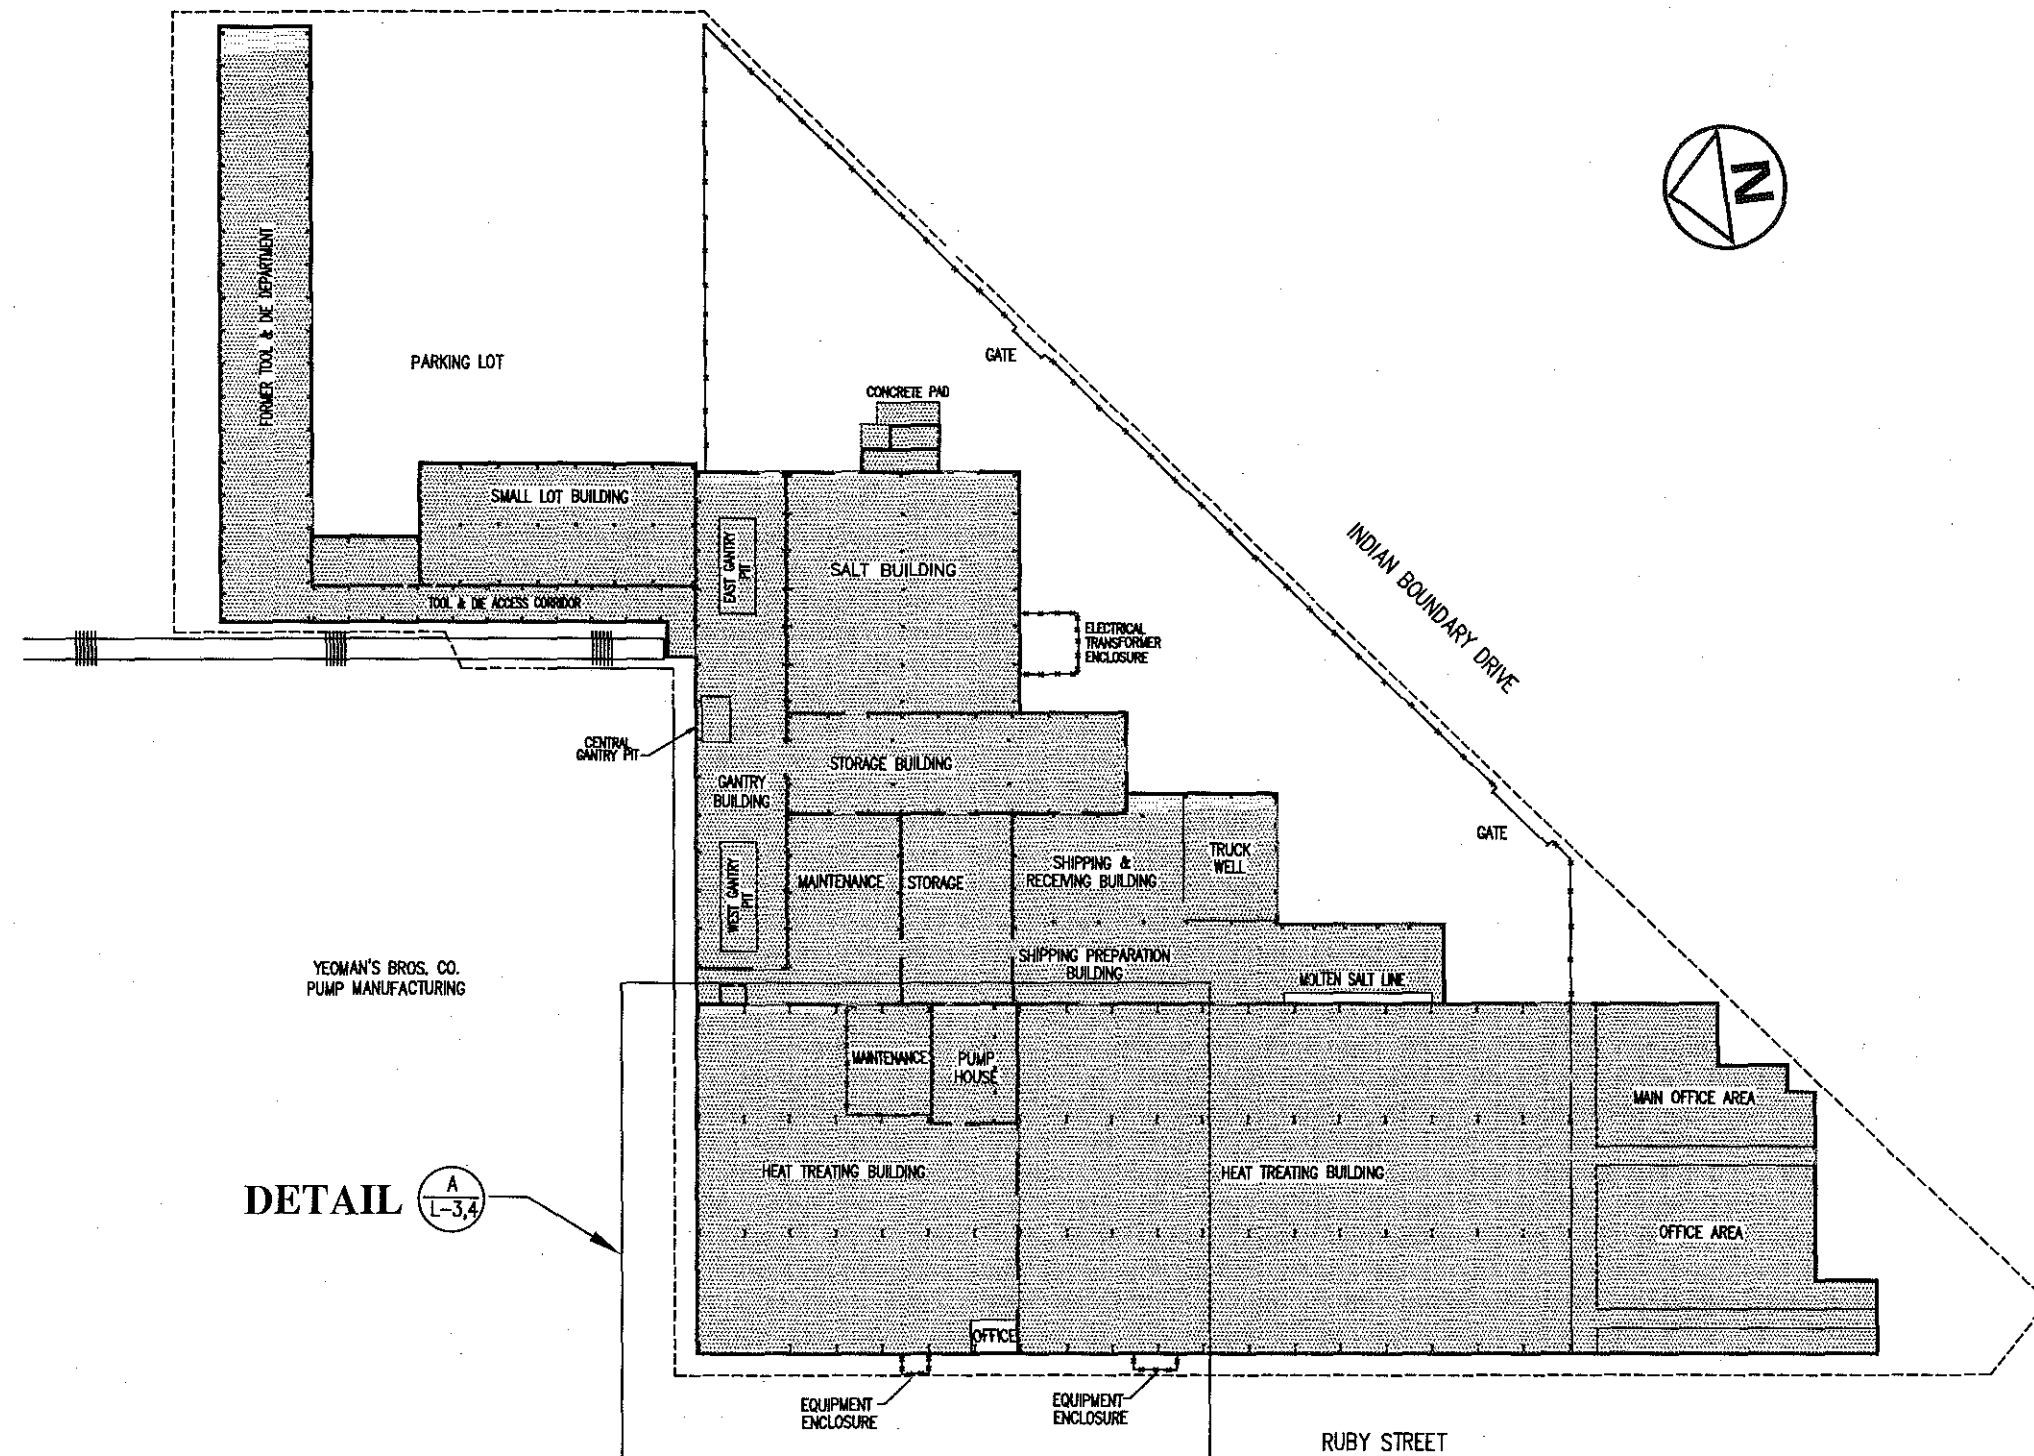 N
FORMER TOOL & DIE DEPARTMENT
PARKING LOT
GATE
CONCRETE PAD
SMALL LOT BUILDING
EAST GANTRY
PIT
SALT BUILDING
INDIAN BOUNDARY DRIVE
TOOL & DIE ACCESS CORRIDOR
ELECTRICAL
TRANSFORMER
ENCLOSURE
CENTRAL
GANTRY PIT
STORAGE BUILDING
GANTRY
BUILDING
GATE
WEST GANTRY
PIT
MAINTENANCE
STORAGE
SHIPPING &
RECEIVING BUILDING
TRUCK
WELL
YEOMAN'S BROS. CO.
PUMP MANUFACTURING
SHIPPING PREPARATION
BUILDING
MOLTEN SALT LINE
MAINTENANCE
PUMP
HOUSE
MAIN OFFICE AREA
HEAT TREATING BUILDING
HEAT TREATING BUILDING
DETAIL
A
L-3,4
OFFICE AREA
OFFICE
EQUIPMENT
ENCLOSURE
EQUIPMENT
ENCLOSURE
RUBY STREET